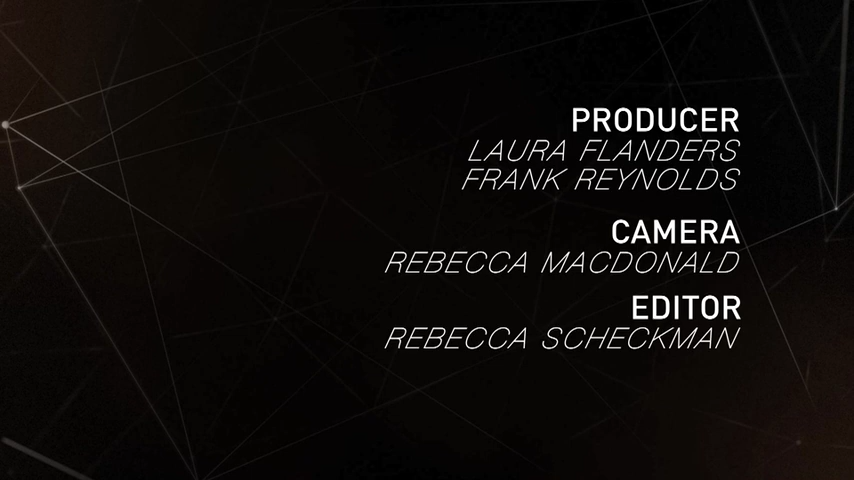 PRODUCER
LAURA FLANDERS
FRANK REYNOLDS
CAMERA
REBECCA MACDONALD
EDITOR
REBECCA SCHECKMAN